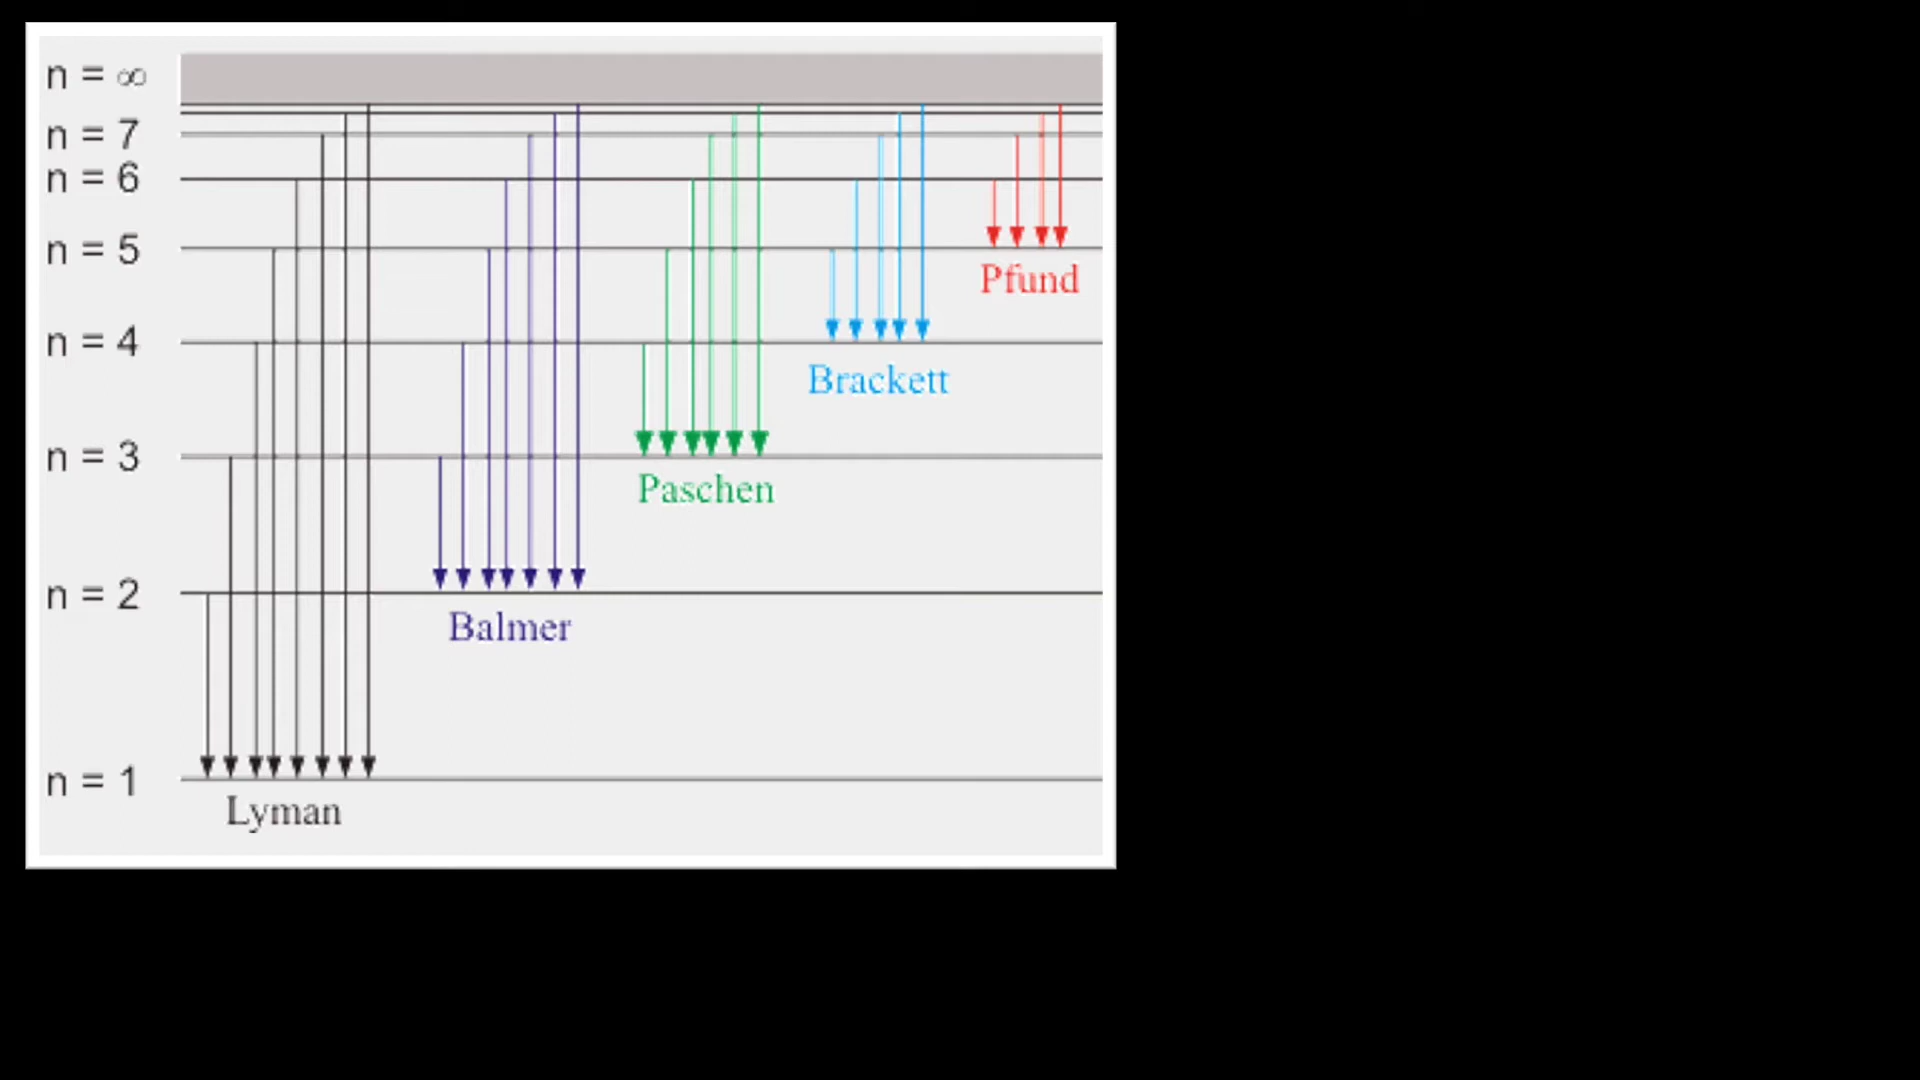 n = ∞
n = 7
n = 6
n = 5
Pfund
n = 4
Brackett
n = 3
Paschen
n = 2
Balmer
n = 1
Lyman